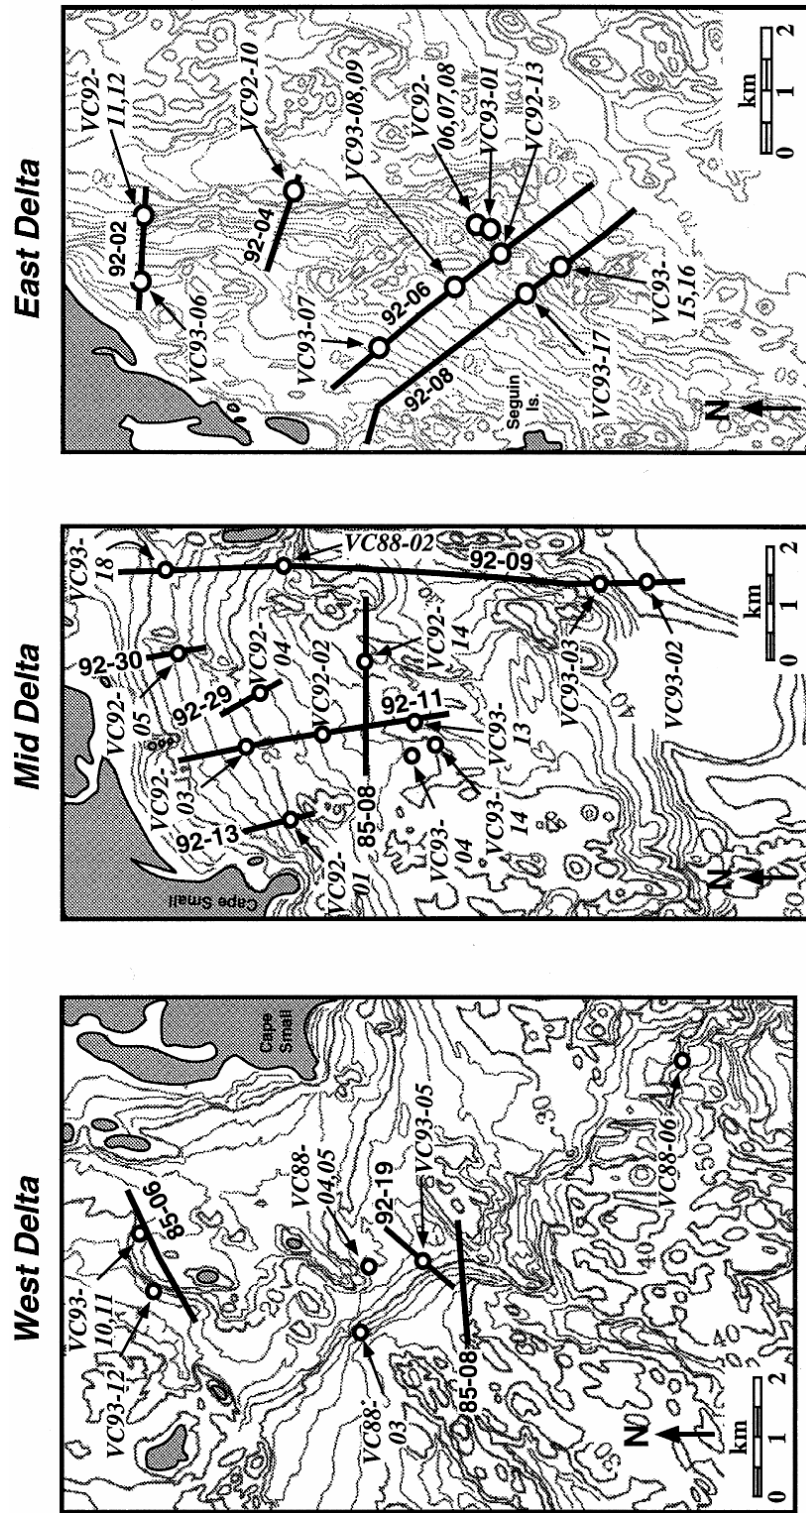 West Delta
VC93-
10,11
VC93-12
85-06
Cape
Small
20
VC88-
04,05
92-19
VC93-05
VC88-
03
85-08
30
40
50
VC88-06
30
N
km
0 1 2
Mid Delta
VC93-
18
92-30
VC92-
05
92-29
VC92-
04
VC88-02
VC92-
03
VC92-02
92-13
VC92-
01
85-08
92-11
VC92-
14
92-09
VC93-
13
VC93-
14
VC93-
04
VC93-03
VC93-02
Cape Small
40
60
N
km
0 1 2
East Delta
VC92-
11,12
92-02
VC93-06
VC92-10
92-04
VC93-08,09
VC93-07
92-06
VC92-
06,07,08
VC93-01
VC92-13
92-08
VC93-17
VC93-
15,16
Seguin
Is.
N
km
0 1 2